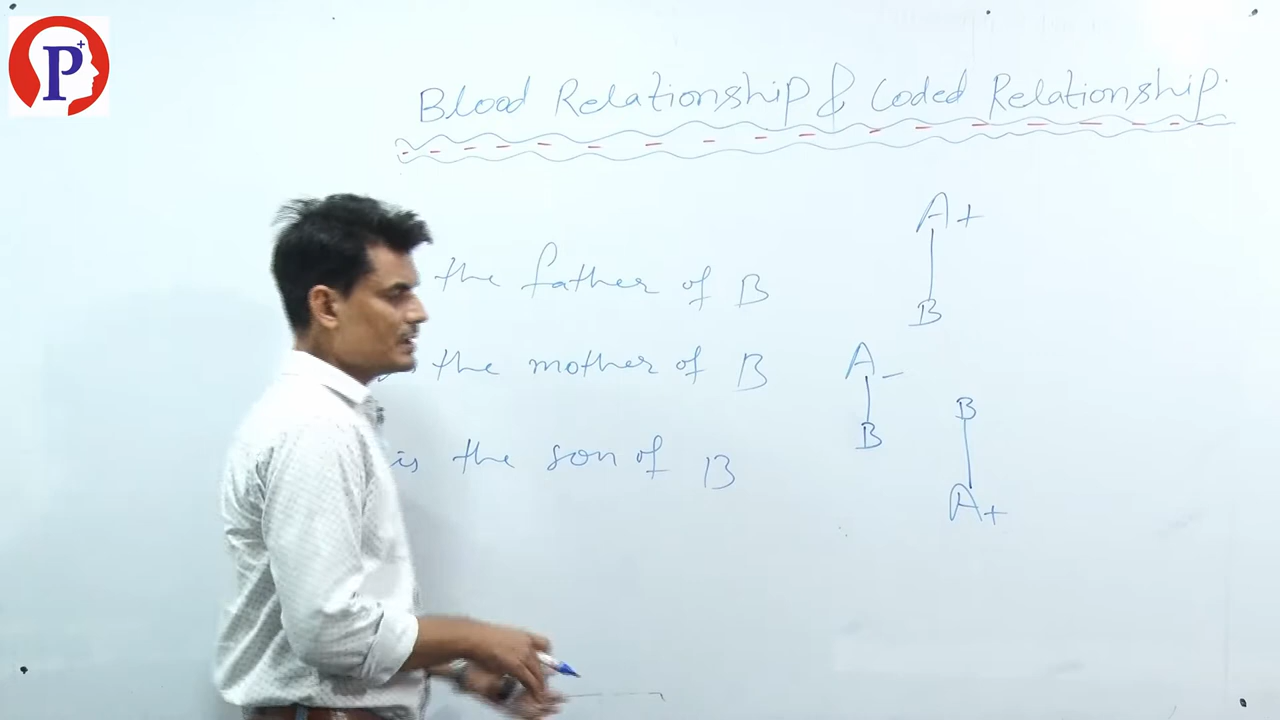 P+
Blood Relationship & Coded Relationship.
the father of B
A+
B
the mother of B
A-
B
is the son of B
B
A+